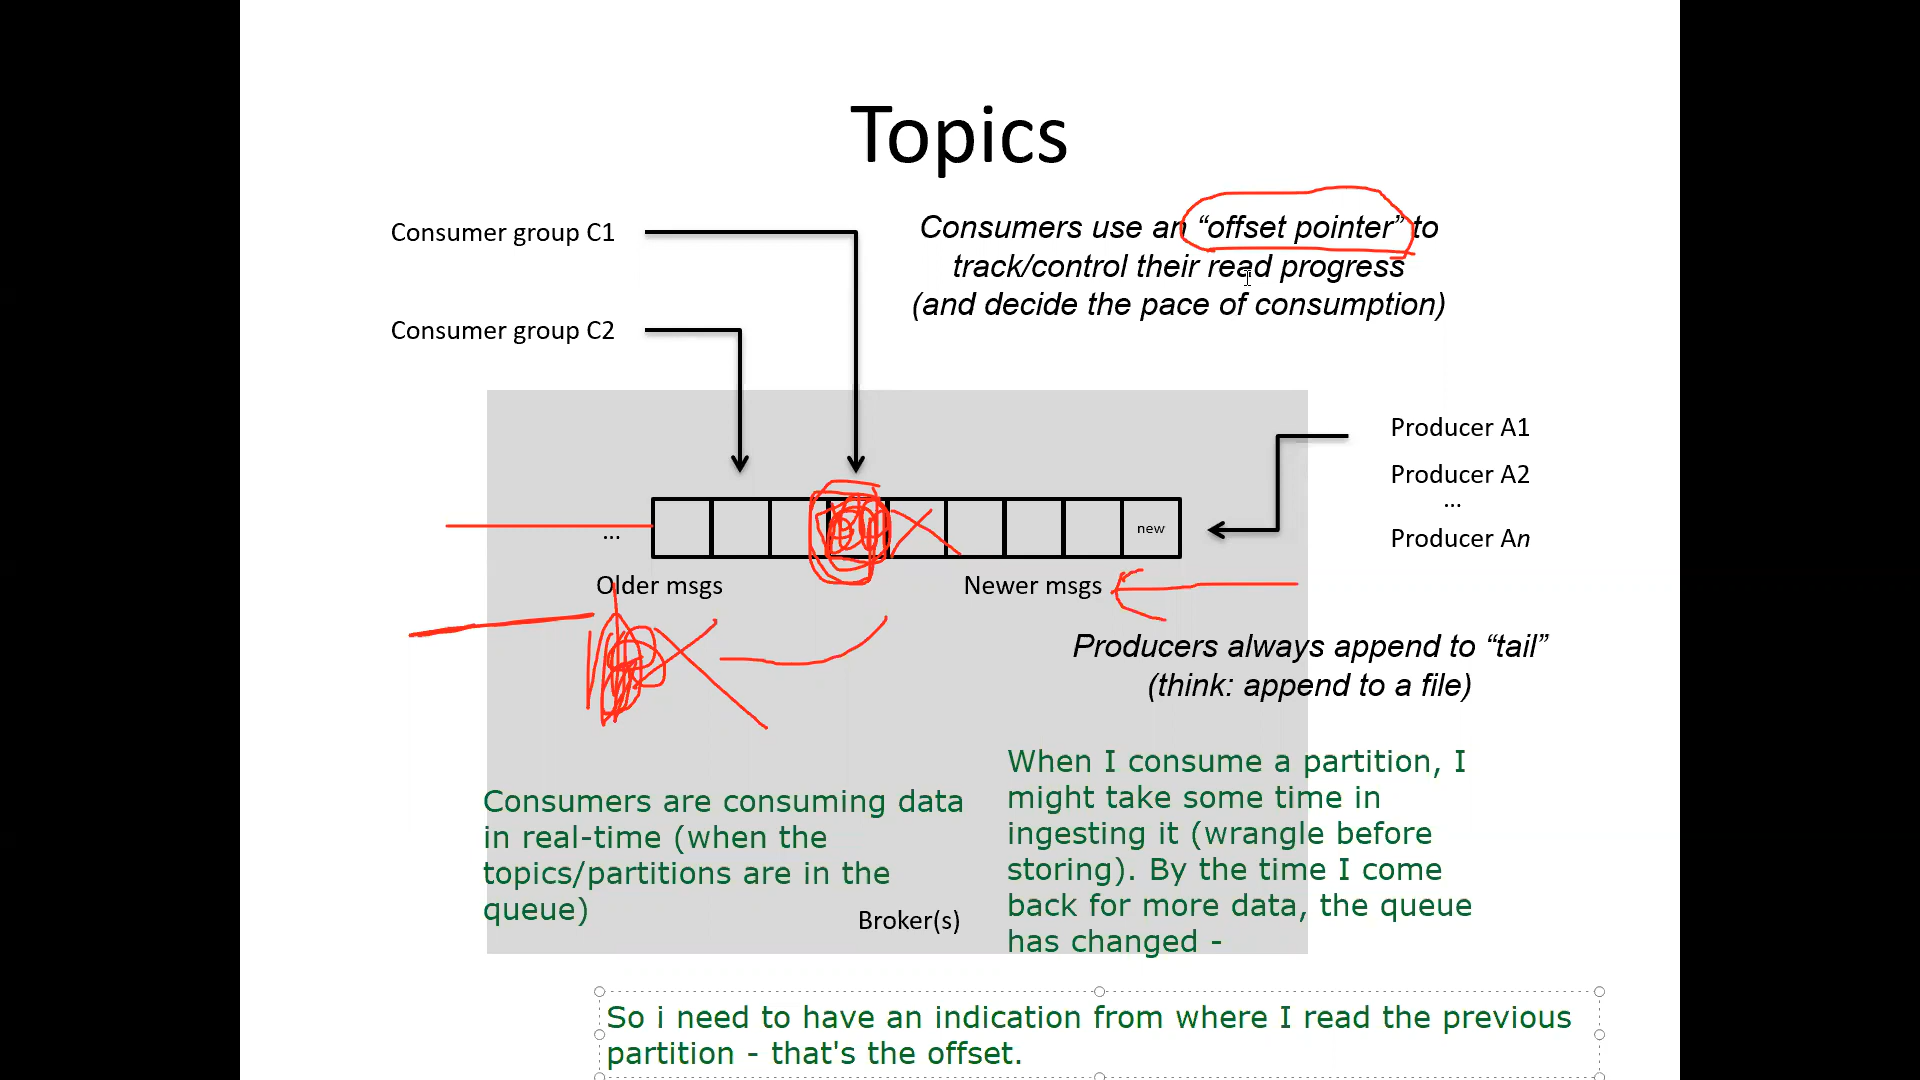 Topics
Consumer group C1
Consumers use an “offset pointer” to
track/control their read progress
(and decide the pace of consumption)
Consumer group C2
Producer A1
Producer A2
...
Producer An
...
new
Older msgs
Newer msgs
Producers always append to “tail”
(think: append to a file)
Consumers are consuming data
in real-time (when the
topics/partitions are in the
queue)
Broker(s)
When I consume a partition, I
might take some time in
ingesting it (wrangle before
storing). By the time I come
back for more data, the queue
has changed -
So i need to have an indication from where I read the previous
partition - that's the offset.